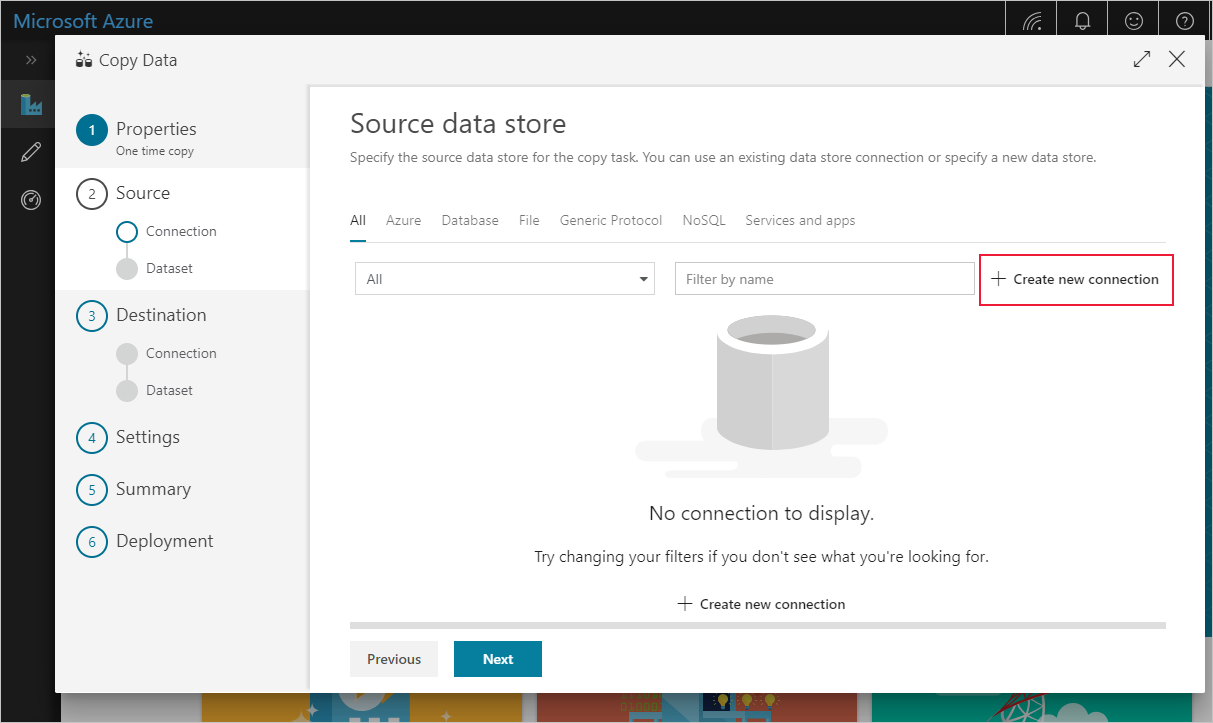 Microsoft Azure
Copy Data
1 Properties
One time copy
2 Source
Connection
Dataset
3 Destination
Connection
Dataset
4 Settings
5 Summary
6 Deployment
Source data store
Specify the source data store for the copy task. You can use an existing data store connection or specify a new data store.
All Azure Database File Generic Protocol NoSQL Services and apps
All Filter by name + Create new connection
No connection to display.
Try changing your filters if you don't see what you're looking for.
+ Create new connection
Previous Next